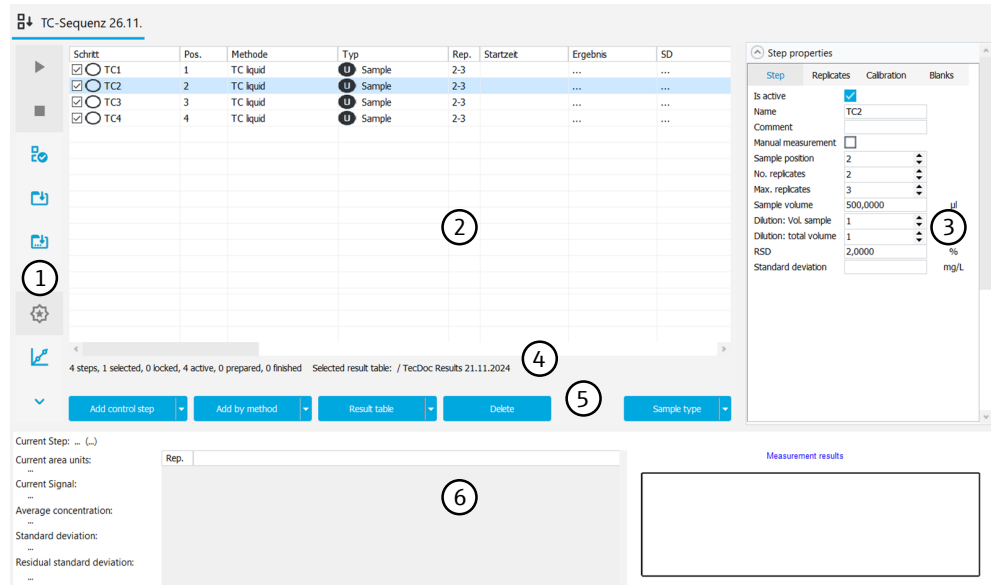 TC-Sequenz 26.11.
Schritt Pos. Methode Typ Rep. Startzeit Ergebnis SD
TC1 1 TC liquid U Sample 2-3 ... ...
TC2 2 TC liquid U Sample 2-3 ... ...
TC3 3 TC liquid U Sample 2-3 ... ...
TC4 4 TC liquid U Sample 2-3 ... ...
1
2
4 steps, 1 selected, 0 locked, 4 active, 0 prepared, 0 finished Selected result table: / TecDoc Results 21.11.2024
4
Add control step Add by method Result table Delete Sample type
5
Step properties
Step Replicates Calibration Blanks
Is active
Name TC2
Comment
Manual measurement
Sample position 2
No. replicates 2
Max. replicates 3
Sample volume 500,0000 µl
Dilution: Vol. sample 1
Dilution: total volume 1
RSD 2,0000 %
Standard deviation mg/L
3
Current Step: ... (...)
Current area units:
...
Current Signal:
...
Average concentration:
...
Standard deviation:
...
Residual standard deviation:
...
Rep.
6
Measurement results